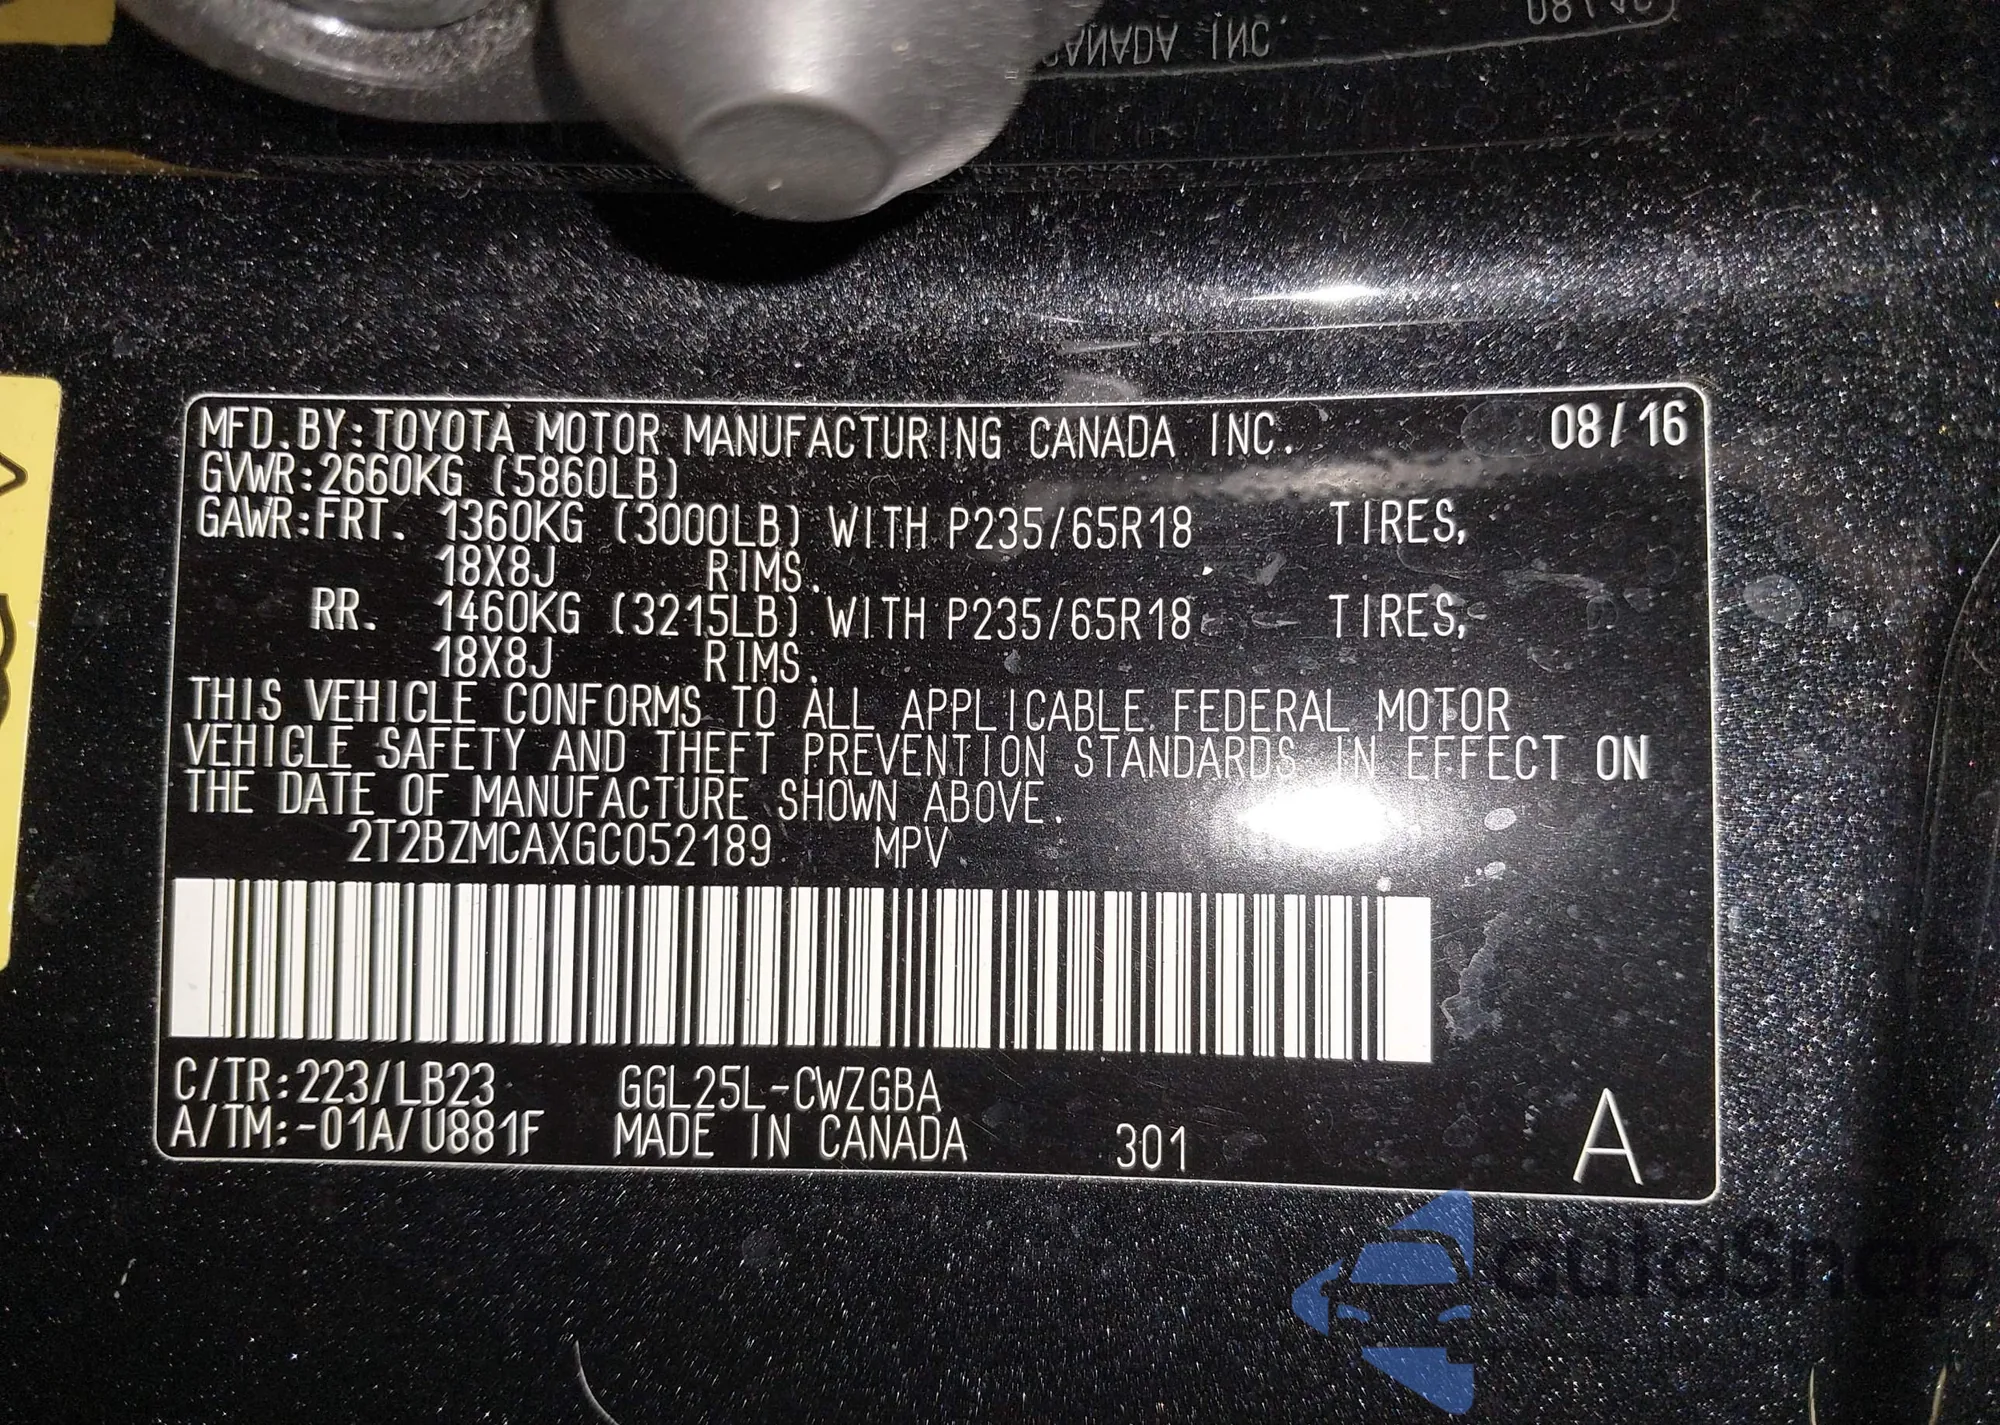 CANADA INC
08/16
MFD.BY:TOYOTA MOTOR MANUFACTURING CANADA INC. 08/16
GVWR:2660KG (5860LB)
GAWR:FRT. 1360KG (3000LB) WITH P235/65R18 TIRES,
18X8J RIMS.
RR. 1460KG (3215LB) WITH P235/65R18 TIRES,
18X8J RIMS.
THIS VEHICLE CONFORMS TO ALL APPLICABLE FEDERAL MOTOR
VEHICLE SAFETY AND THEFT PREVENTION STANDARDS IN EFFECT ON
THE DATE OF MANUFACTURE SHOWN ABOVE.
2T2BZMCAXGC052189 MPV
C/TR:223/LB23 GGL25L-CWZGBA
A/TM:-01A/U881F MADE IN CANADA 301 A
autoSnap